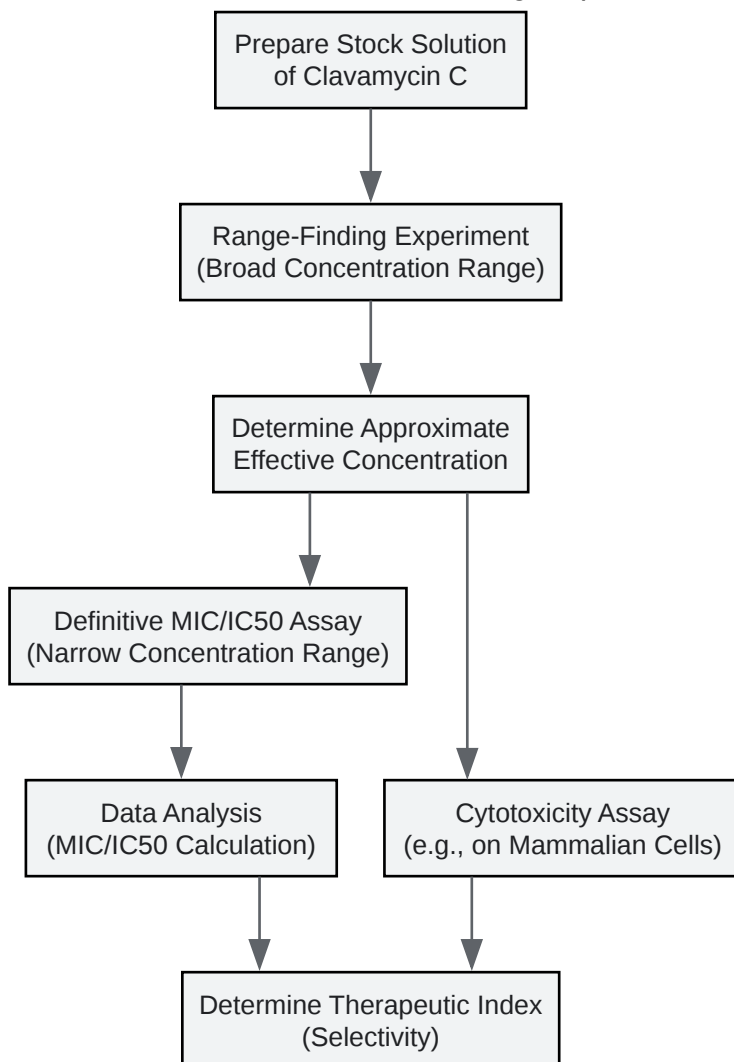 Prepare Stock Solution
of Clavamycin C
Range-Finding Experiment
(Broad Concentration Range)
Determine Approximate
Effective Concentration
Definitive MIC/IC50 Assay
(Narrow Concentration Range)
Data Analysis
(MIC/IC50 Calculation)
Cytotoxicity Assay
(e.g., on Mammalian Cells)
Determine Therapeutic Index
(Selectivity)